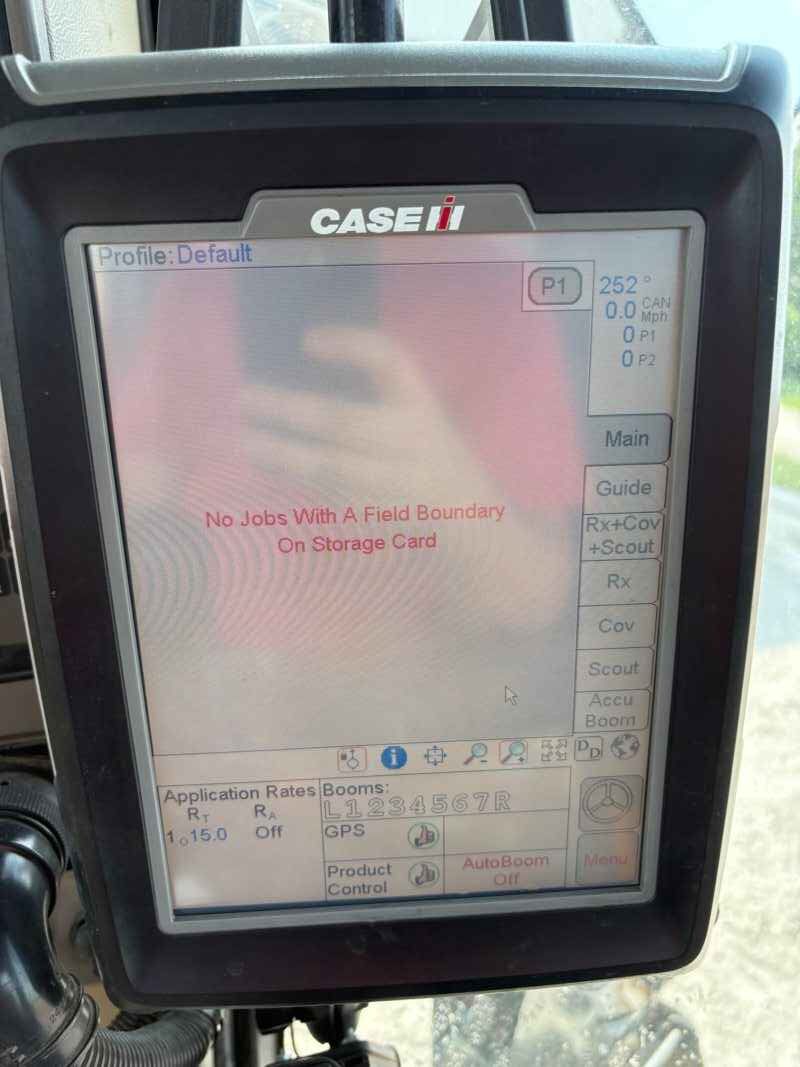 CASE IH
Profile: Default
P1
252 °
0.0 CAN Mph
0 P1
0 P2
Main
Guide
Rx+Cov
+Scout
Rx
Cov
Scout
Accu
Boom
No Jobs With A Field Boundary
On Storage Card
i
D D
Application Rates
RT RA
1 15.0 Off
Booms:
L1234567R
GPS
Product
Control
AutoBoom
Off
Menu